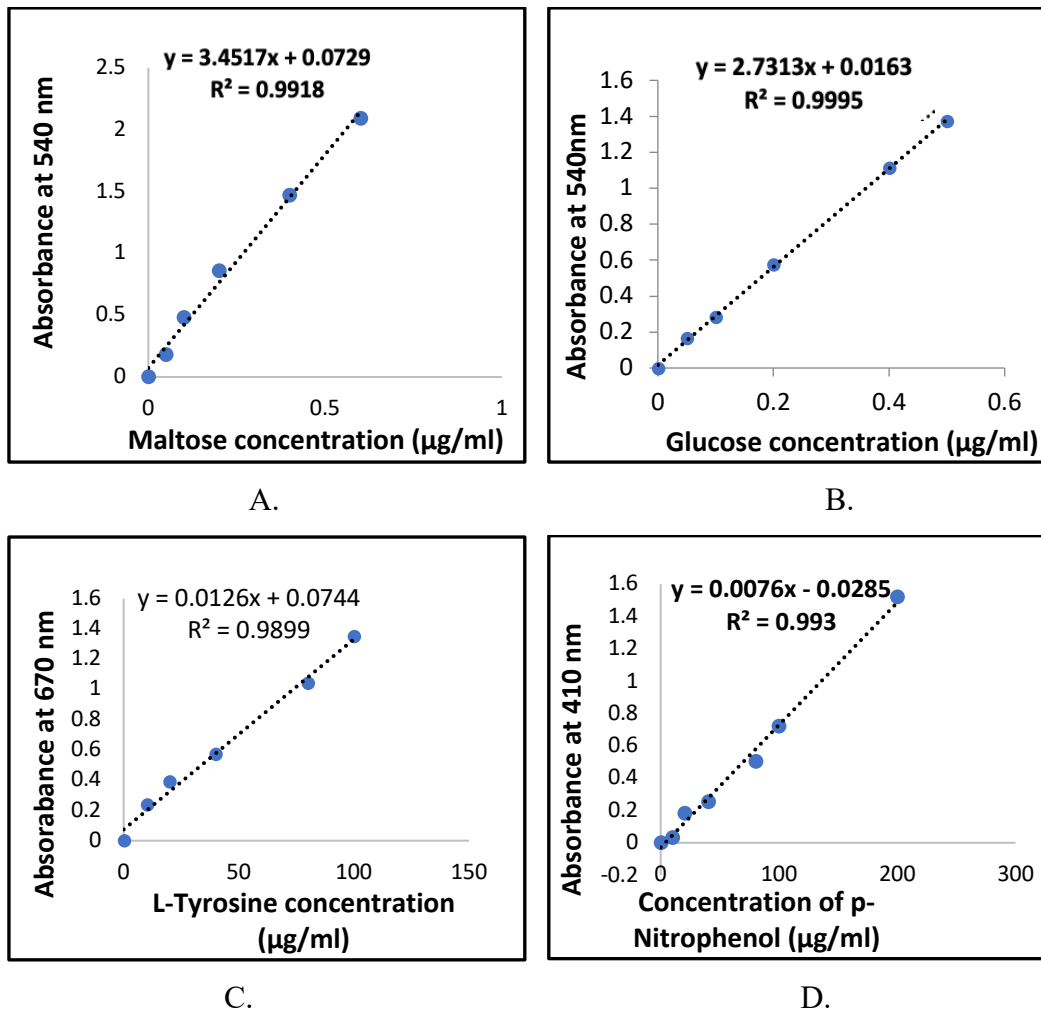 y = 3.4517x + 0.0729
R² = 0.9918
2.5
2
1.5
1
0.5
0
0
0.5
1
Absorbance at 540 nm
Maltose concentration (µg/ml)
A.
y = 2.7313x + 0.0163
R² = 0.9995
1.6
1.4
1.2
1
0.8
0.6
0.4
0.2
0
0
0.2
0.4
0.6
Absorbance at 540nm
Glucose concentration (µg/ml)
B.
y = 0.0126x + 0.0744
R² = 0.9899
1.6
1.4
1.2
1
0.8
0.6
0.4
0.2
0
0
50
100
150
Absorabance at 670 nm
L-Tyrosine concentration
(µg/ml)
C.
y = 0.0076x - 0.0285
R² = 0.993
1.6
1.4
1.2
1
0.8
0.6
0.4
0.2
0
-0.2
0
100
200
300
Absorbance at 410 nm
Concentration of p-
Nitrophenol (µg/ml)
D.